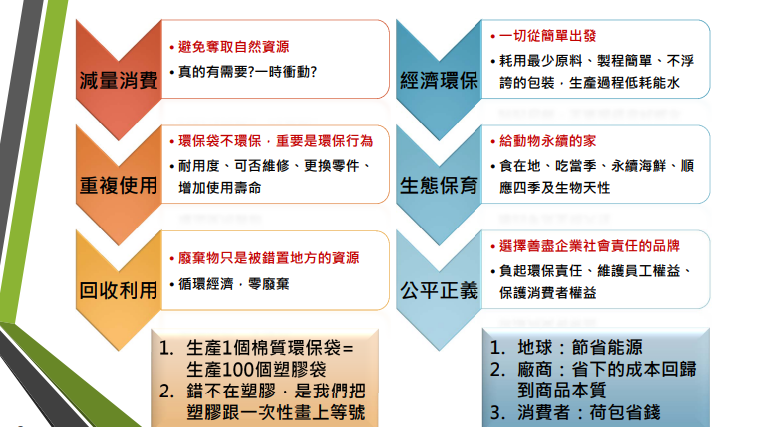 減量消費
• 避免奪取自然資源
• 真的有需要?一時衝動?
重複使用
• 環保袋不環保，重要是環保行為
• 耐用度、可否維修、更換零件、
增加使用壽命
回收利用
• 廢棄物只是被錯置地方的資源
• 循環經濟，零廢棄
1. 生產1個棉質環保袋=
生產100個塑膠袋
2. 錯不在塑膠，是我們把
塑膠跟一次性畫上等號
經濟環保
• 一切從簡單出發
• 耗用最少原料、製程簡單、不浮
誇的包裝，生產過程低耗能水
生態保育
• 給動物永續的家
• 食在地、吃當季、永續海鮮、順
應四季及生物天性
公平正義
• 選擇善盡企業社會責任的品牌
• 負起環保責任、維護員工權益、
保護消費者權益
1. 地球：節省能源
2. 廠商：省下的成本回歸
到商品本質
3. 消費者：荷包省錢